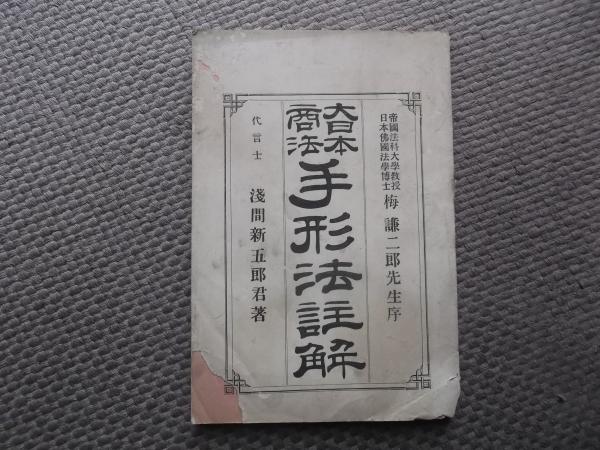 帝國法科大學教授
日本佛國法學博士
梅謙二郎先生序
大日本
商法
手形法註解
代言士
淺間新五郎君著